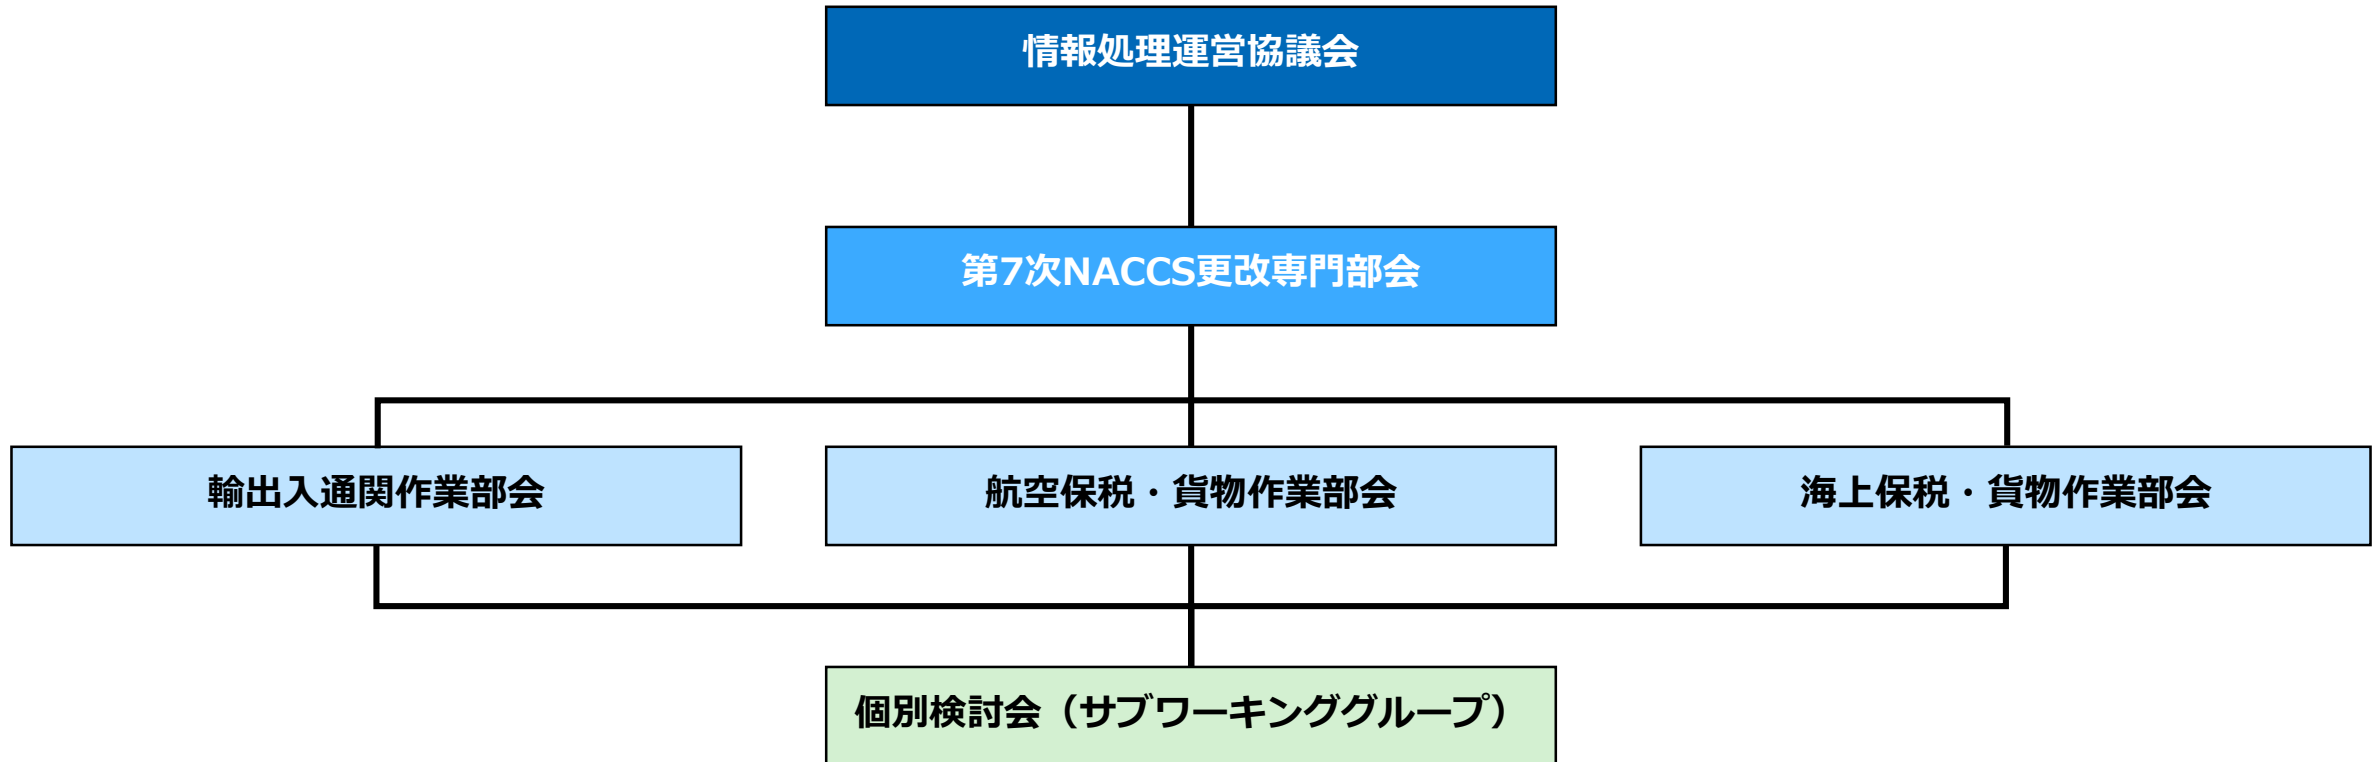 情報処理運営協議会
第7次NACCS更改専門部会
輸出入通関作業部会
航空保税・貨物作業部会
海上保税・貨物作業部会
個別検討会（サブワーキンググループ）